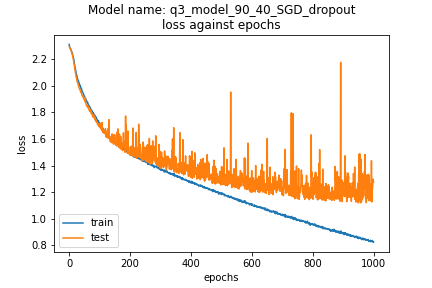 Model name: q3_model_90_40_SGD_dropout
loss against epochs
2.2
2.0
1.8
1.6
1.4
1.2
1.0
0.8
loss
train
test
0 200 400 600 800 1000
epochs